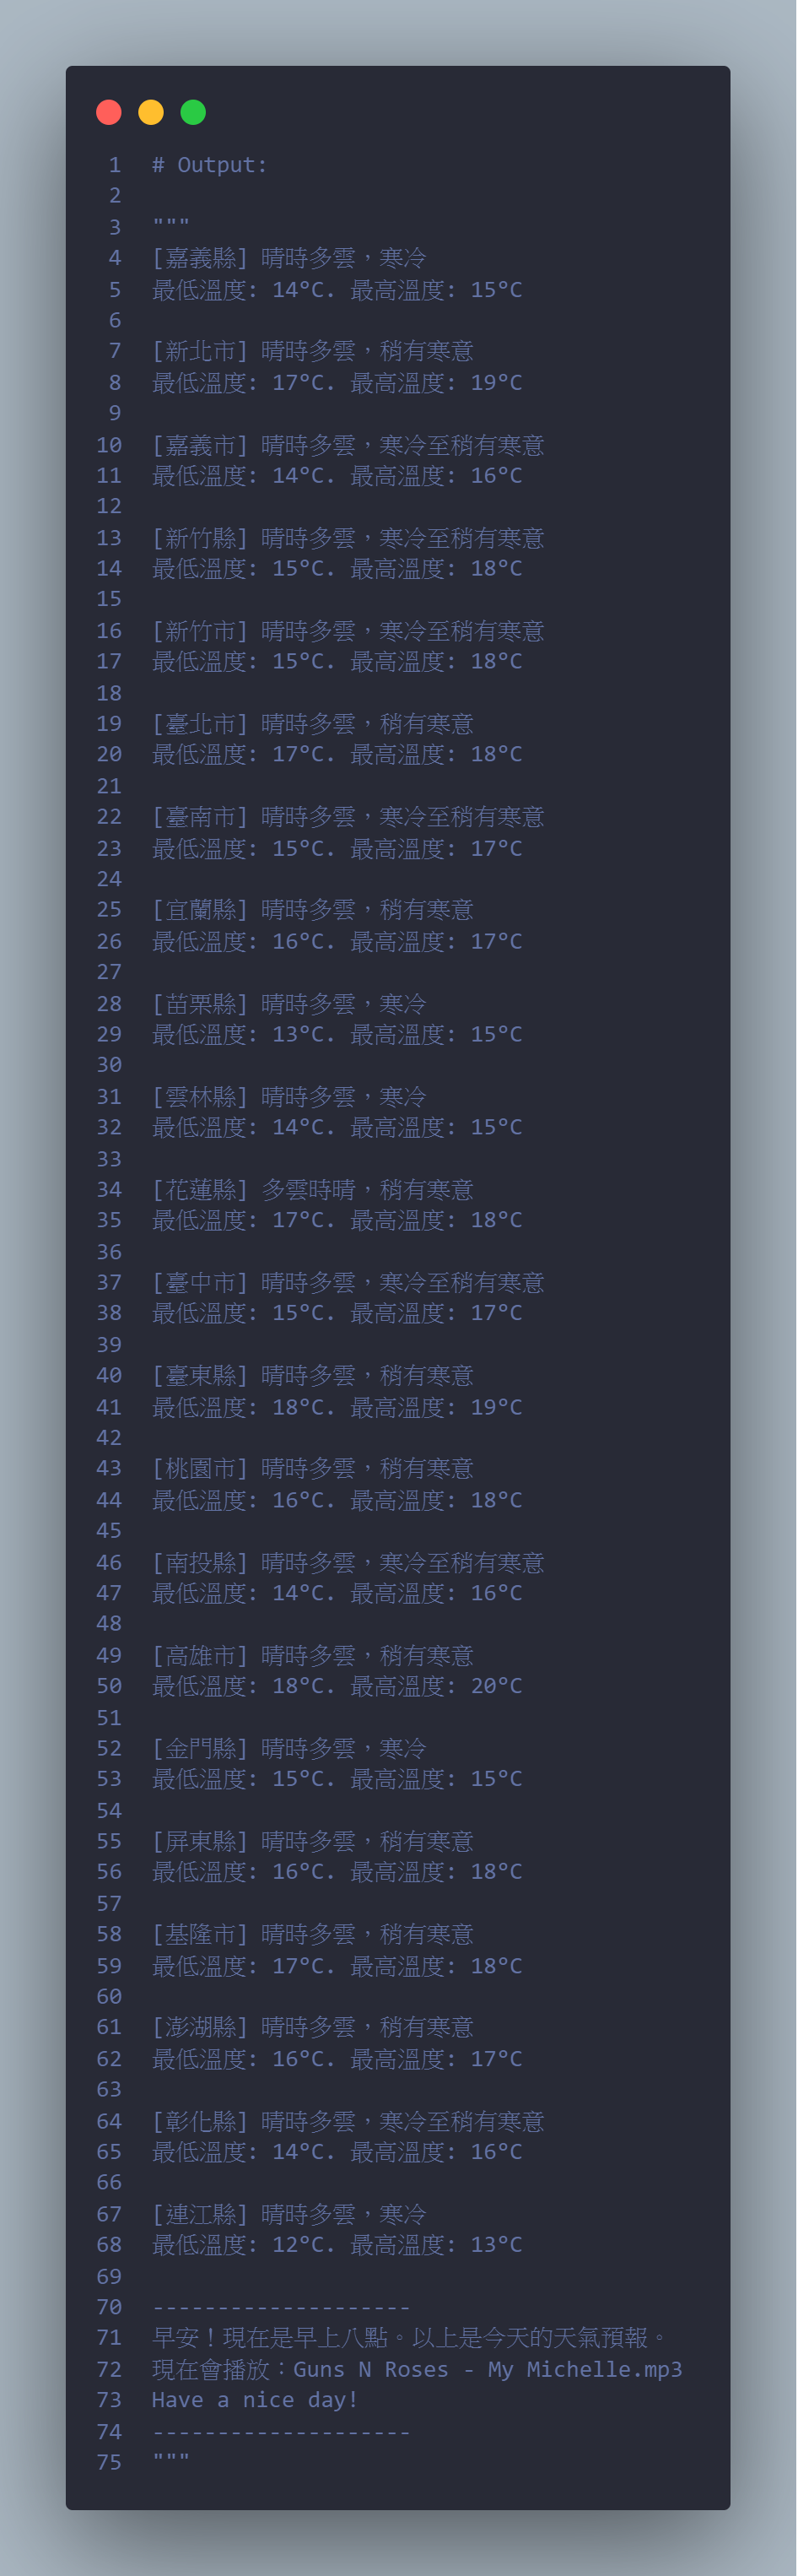 1 # Output:
2
3 """
4 [嘉義縣] 晴時多雲，寒冷
5 最低溫度: 14°C. 最高溫度: 15°C
6
7 [新北市] 晴時多雲，稍有寒意
8 最低溫度: 17°C. 最高溫度: 19°C
9
10 [嘉義市] 晴時多雲，寒冷至稍有寒意
11 最低溫度: 14°C. 最高溫度: 16°C
12
13 [新竹縣] 晴時多雲，寒冷至稍有寒意
14 最低溫度: 15°C. 最高溫度: 18°C
15
16 [新竹市] 晴時多雲，寒冷至稍有寒意
17 最低溫度: 15°C. 最高溫度: 18°C
18
19 [臺北市] 晴時多雲，稍有寒意
20 最低溫度: 17°C. 最高溫度: 18°C
21
22 [臺南市] 晴時多雲，寒冷至稍有寒意
23 最低溫度: 15°C. 最高溫度: 17°C
24
25 [宜蘭縣] 晴時多雲，稍有寒意
26 最低溫度: 16°C. 最高溫度: 17°C
27
28 [苗栗縣] 晴時多雲，寒冷
29 最低溫度: 13°C. 最高溫度: 15°C
30
31 [雲林縣] 晴時多雲，寒冷
32 最低溫度: 14°C. 最高溫度: 15°C
33
34 [花蓮縣] 多雲時晴，稍有寒意
35 最低溫度: 17°C. 最高溫度: 18°C
36
37 [臺中市] 晴時多雲，寒冷至稍有寒意
38 最低溫度: 15°C. 最高溫度: 17°C
39
40 [臺東縣] 晴時多雲，稍有寒意
41 最低溫度: 18°C. 最高溫度: 19°C
42
43 [桃園市] 晴時多雲，稍有寒意
44 最低溫度: 16°C. 最高溫度: 18°C
45
46 [南投縣] 晴時多雲，寒冷至稍有寒意
47 最低溫度: 14°C. 最高溫度: 16°C
48
49 [高雄市] 晴時多雲，稍有寒意
50 最低溫度: 18°C. 最高溫度: 20°C
51
52 [金門縣] 晴時多雲，寒冷
53 最低溫度: 15°C. 最高溫度: 15°C
54
55 [屏東縣] 晴時多雲，稍有寒意
56 最低溫度: 16°C. 最高溫度: 18°C
57
58 [基隆市] 晴時多雲，稍有寒意
59 最低溫度: 17°C. 最高溫度: 18°C
60
61 [澎湖縣] 晴時多雲，稍有寒意
62 最低溫度: 16°C. 最高溫度: 17°C
63
64 [彰化縣] 晴時多雲，寒冷至稍有寒意
65 最低溫度: 14°C. 最高溫度: 16°C
66
67 [連江縣] 晴時多雲，寒冷
68 最低溫度: 12°C. 最高溫度: 13°C
69
70 --------------------
71 早安！現在是早上八點。以上是今天的天氣預報。
72 現在會播放：Guns N Roses - My Michelle.mp3
73 Have a nice day!
74 --------------------
75 """